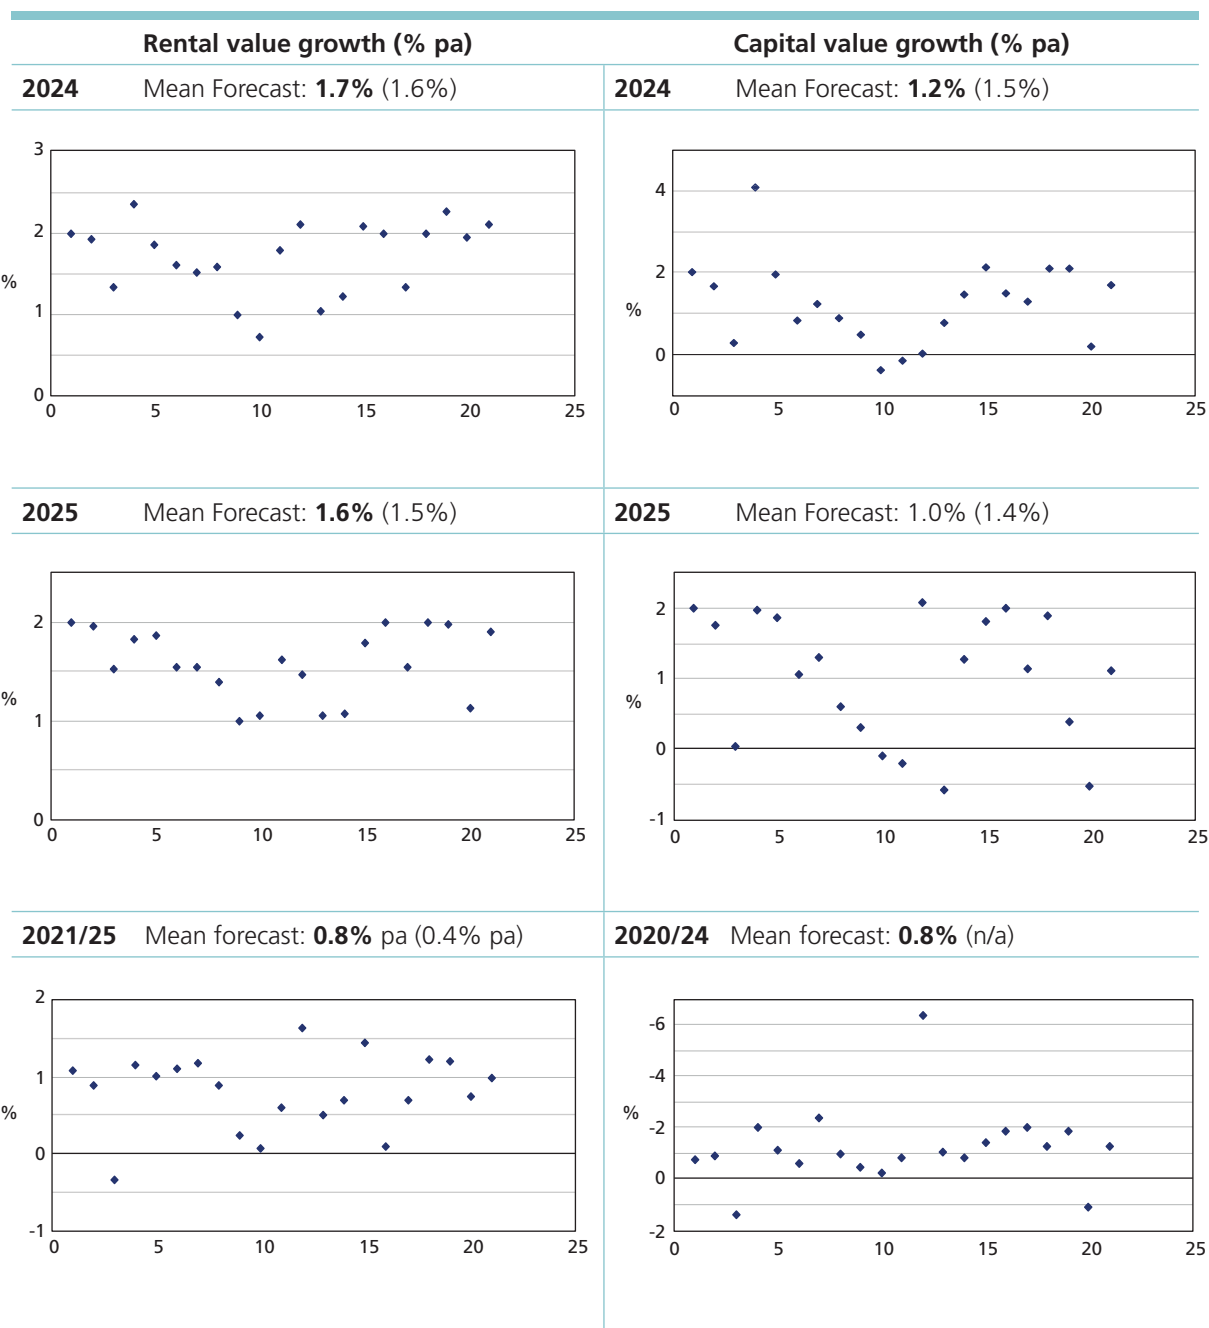 Rental value growth (% pa)
Capital value growth (% pa)
2024 Mean Forecast: 1.7% (1.6%)
2024 Mean Forecast: 1.2% (1.5%)
3
2
%
1
0
0 5 10 15 20 25
4
2
%
0
0 5 10 15 20 25
2025 Mean Forecast: 1.6% (1.5%)
2025 Mean Forecast: 1.0% (1.4%)
2
%
1
0
0 5 10 15 20 25
2
1
%
0
-1
0 5 10 15 20 25
2021/25 Mean forecast: 0.8% pa (0.4% pa)
2020/24 Mean forecast: 0.8% (n/a)
2
1
%
0
-1
0 5 10 15 20 25
-6
-4
%
-2
0
-2
0 5 10 15 20 25